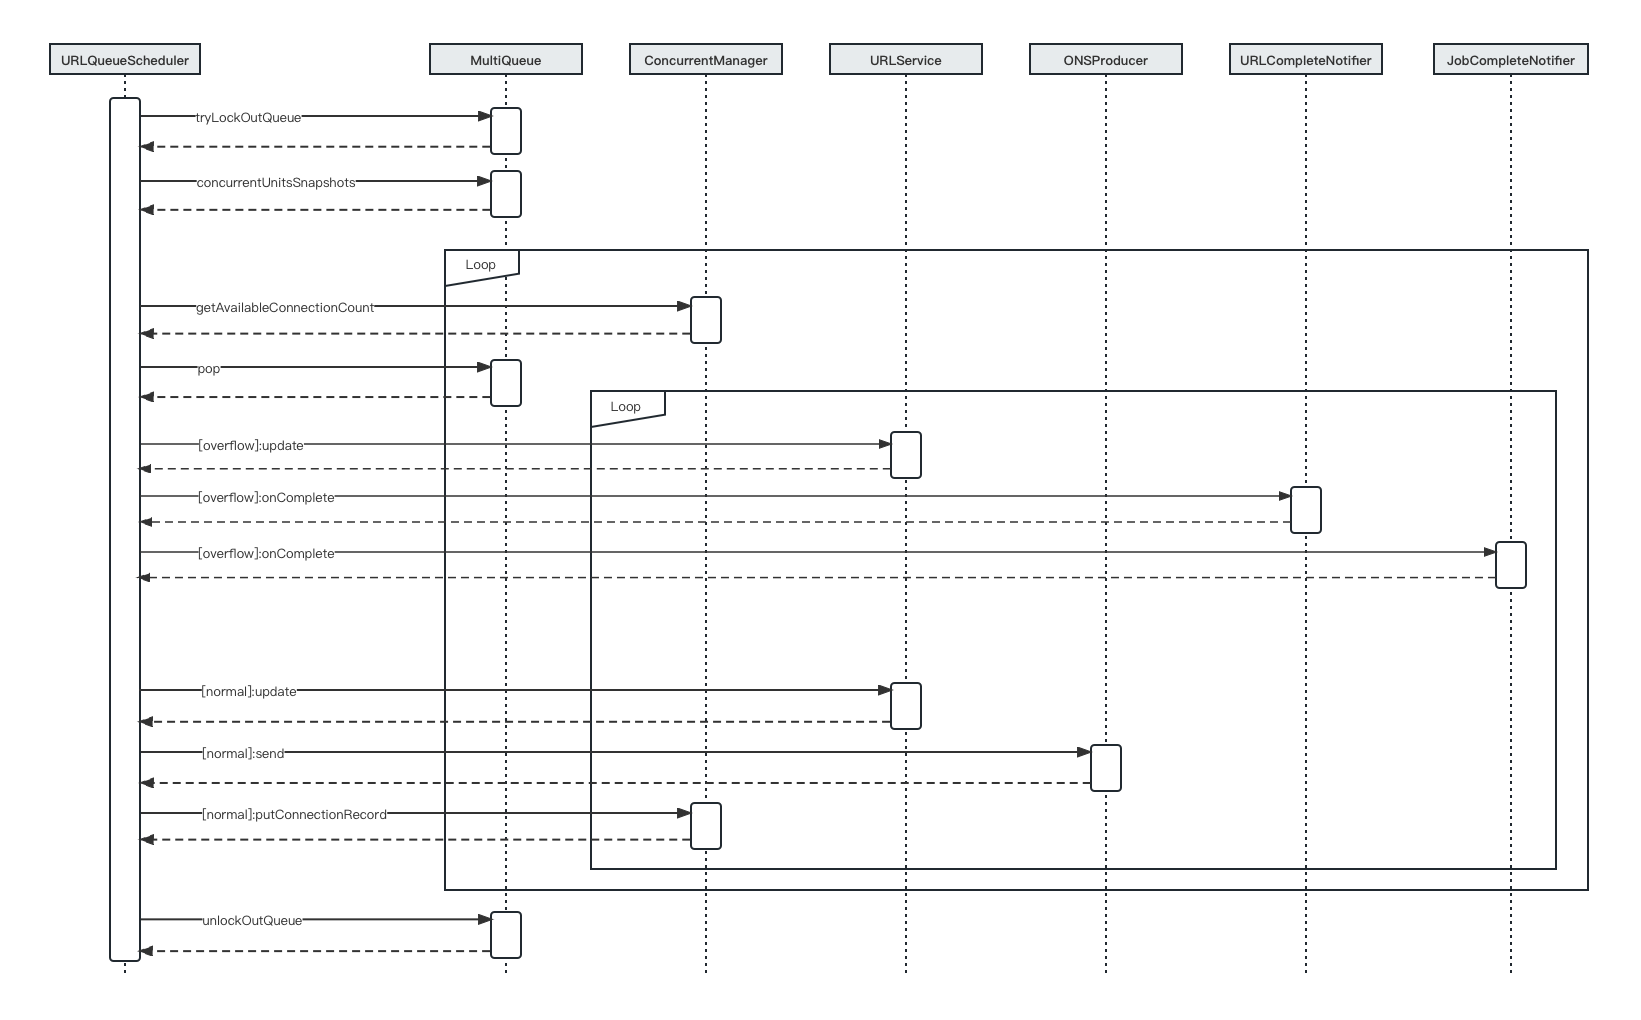 URLQueueScheduler
MultiQueue
ConcurrentManager
URLService
ONSProducer
URLCompleteNotifier
JobCompleteNotifier
tryLockOutQueue
concurrentUnitsSnapshots
Loop
getAvailableConnectionCount
pop
Loop
[overflow]:update
[overflow]:onComplete
[overflow]:onComplete
[normal]:update
[normal]:send
[normal]:putConnectionRecord
unlockOutQueue